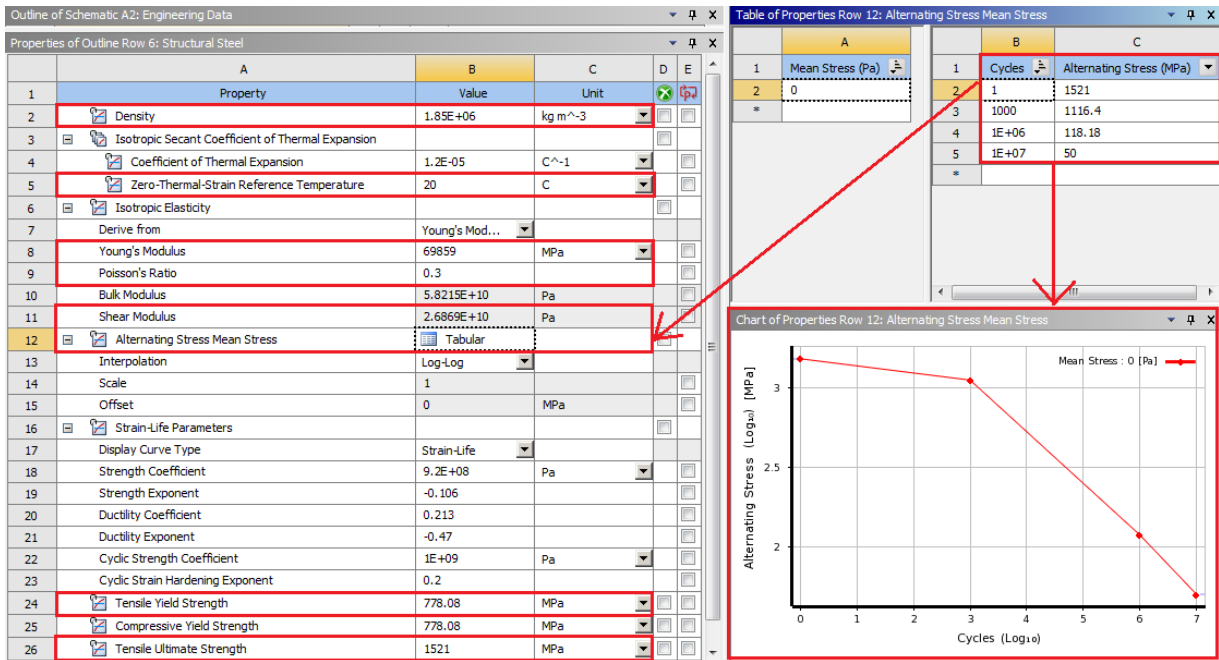 Outline of Schematic A2: Engineering Data
Properties of Outline Row 6: Structural Steel
A B C D E
1 Property Value Unit
2 Density 1.85E+06 kg m^-3
3 Isotropic Secant Coefficient of Thermal Expansion
4 Coefficient of Thermal Expansion 1.2E-05 C^-1
5 Zero-Thermal-Strain Reference Temperature 20 C
6 Isotropic Elasticity
7 Derive from Young's Mod...
8 Young's Modulus 69859 MPa
9 Poisson's Ratio 0.3
10 Bulk Modulus 5.8215E+10 Pa
11 Shear Modulus 2.6869E+10 Pa
12 Alternating Stress Mean Stress Tabular
13 Interpolation Log-Log
14 Scale 1
15 Offset 0 MPa
16 Strain-Life Parameters
17 Display Curve Type Strain-Life
18 Strength Coefficient 9.2E+08 Pa
19 Strength Exponent -0.106
20 Ductility Coefficient 0.213
21 Ductility Exponent -0.47
22 Cyclic Strength Coefficient 1E+09 Pa
23 Cyclic Strain Hardening Exponent 0.2
24 Tensile Yield Strength 778.08 MPa
25 Compressive Yield Strength 778.08 MPa
26 Tensile Ultimate Strength 1521 MPa
Table of Properties Row 12: Alternating Stress Mean Stress
A
1 Mean Stress (Pa)
2 0
*
B C
1 Cycles Alternating Stress (MPa)
2 1 1521
3 1000 1116.4
4 1E+06 118.18
5 1E+07 50
*
Chart of Properties Row 12: Alternating Stress Mean Stress
Mean Stress : 0 [Pa]
Alternating Stress (Log₁₀) [MPa]
3
2.5
2
0 1 2 3 4 5 6 7
Cycles (Log₁₀)